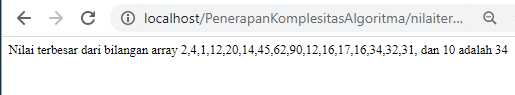 localhost/PenerapanKomplesitasAlgoritma/nilaiter...
Nilai terbesar dari bilangan array 2,4,1,12,20,14,45,62,90,12,16,17,16,34,32,31, dan 10 adalah 34